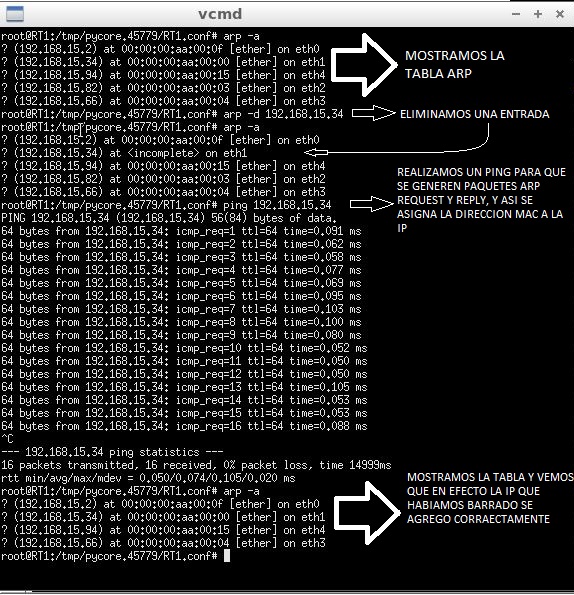 vcmd
root@RT1:/tmp/pycore.45779/RT1.conf# arp -a
? (192.168.15.2) at 00:00:00:aa:00:0f [ether] on eth0
? (192.168.15.34) at 00:00:00:aa:00:00 [ether] on eth1
? (192.168.15.94) at 00:00:00:aa:00:15 [ether] on eth4
? (192.168.15.82) at 00:00:00:aa:00:03 [ether] on eth2
? (192.168.15.66) at 00:00:00:aa:00:04 [ether] on eth3
MOSTRAMOS LA
TABLA ARP
root@RT1:/tmp/pycore.45779/RT1.conf# arp -d 192.168.15.34
ELIMINAMOS UNA ENTRADA
root@RT1:/tmp/pycore.45779/RT1.conf# arp -a
? (192.168.15.2) at 00:00:00:aa:00:0f [ether] on eth0
? (192.168.15.34) at <incomplete> on eth1
? (192.168.15.94) at 00:00:00:aa:00:15 [ether] on eth4
? (192.168.15.82) at 00:00:00:aa:00:03 [ether] on eth2
? (192.168.15.66) at 00:00:00:aa:00:04 [ether] on eth3
root@RT1:/tmp/pycore.45779/RT1.conf# ping 192.168.15.34
REALIZAMOS UN PING PARA QUE
SE GENEREN PAQUETES ARP
REQUEST Y REPLY, Y ASI SE
ASIGNA LA DIRECCION MAC A LA
IP
PING 192.168.15.34 (192.168.15.34) 56(84) bytes of data.
64 bytes from 192.168.15.34: icmp_req=1 ttl=64 time=0.091 ms
64 bytes from 192.168.15.34: icmp_req=2 ttl=64 time=0.062 ms
64 bytes from 192.168.15.34: icmp_req=3 ttl=64 time=0.058 ms
64 bytes from 192.168.15.34: icmp_req=4 ttl=64 time=0.077 ms
64 bytes from 192.168.15.34: icmp_req=5 ttl=64 time=0.069 ms
64 bytes from 192.168.15.34: icmp_req=6 ttl=64 time=0.095 ms
64 bytes from 192.168.15.34: icmp_req=7 ttl=64 time=0.103 ms
64 bytes from 192.168.15.34: icmp_req=8 ttl=64 time=0.100 ms
64 bytes from 192.168.15.34: icmp_req=9 ttl=64 time=0.080 ms
64 bytes from 192.168.15.34: icmp_req=10 ttl=64 time=0.052 ms
64 bytes from 192.168.15.34: icmp_req=11 ttl=64 time=0.050 ms
64 bytes from 192.168.15.34: icmp_req=12 ttl=64 time=0.050 ms
64 bytes from 192.168.15.34: icmp_req=13 ttl=64 time=0.105 ms
64 bytes from 192.168.15.34: icmp_req=14 ttl=64 time=0.053 ms
64 bytes from 192.168.15.34: icmp_req=15 ttl=64 time=0.053 ms
64 bytes from 192.168.15.34: icmp_req=16 ttl=64 time=0.088 ms
^C
--- 192.168.15.34 ping statistics ---
16 packets transmitted, 16 received, 0% packet loss, time 14999ms
rtt min/avg/max/mdev = 0.050/0.074/0.105/0.020 ms
root@RT1:/tmp/pycore.45779/RT1.conf# arp -a
? (192.168.15.2) at 00:00:00:aa:00:0f [ether] on eth0
? (192.168.15.34) at 00:00:00:aa:00:00 [ether] on eth1
? (192.168.15.94) at 00:00:00:aa:00:15 [ether] on eth4
? (192.168.15.66) at 00:00:00:aa:00:04 [ether] on eth3
root@RT1:/tmp/pycore.45779/RT1.conf#
MOSTRAMOS LA TABLA Y VEMOS
QUE EN EFECTO LA IP QUE
HABIAMOS BARRADO SE
AGREGO CORRAECTAMENTE